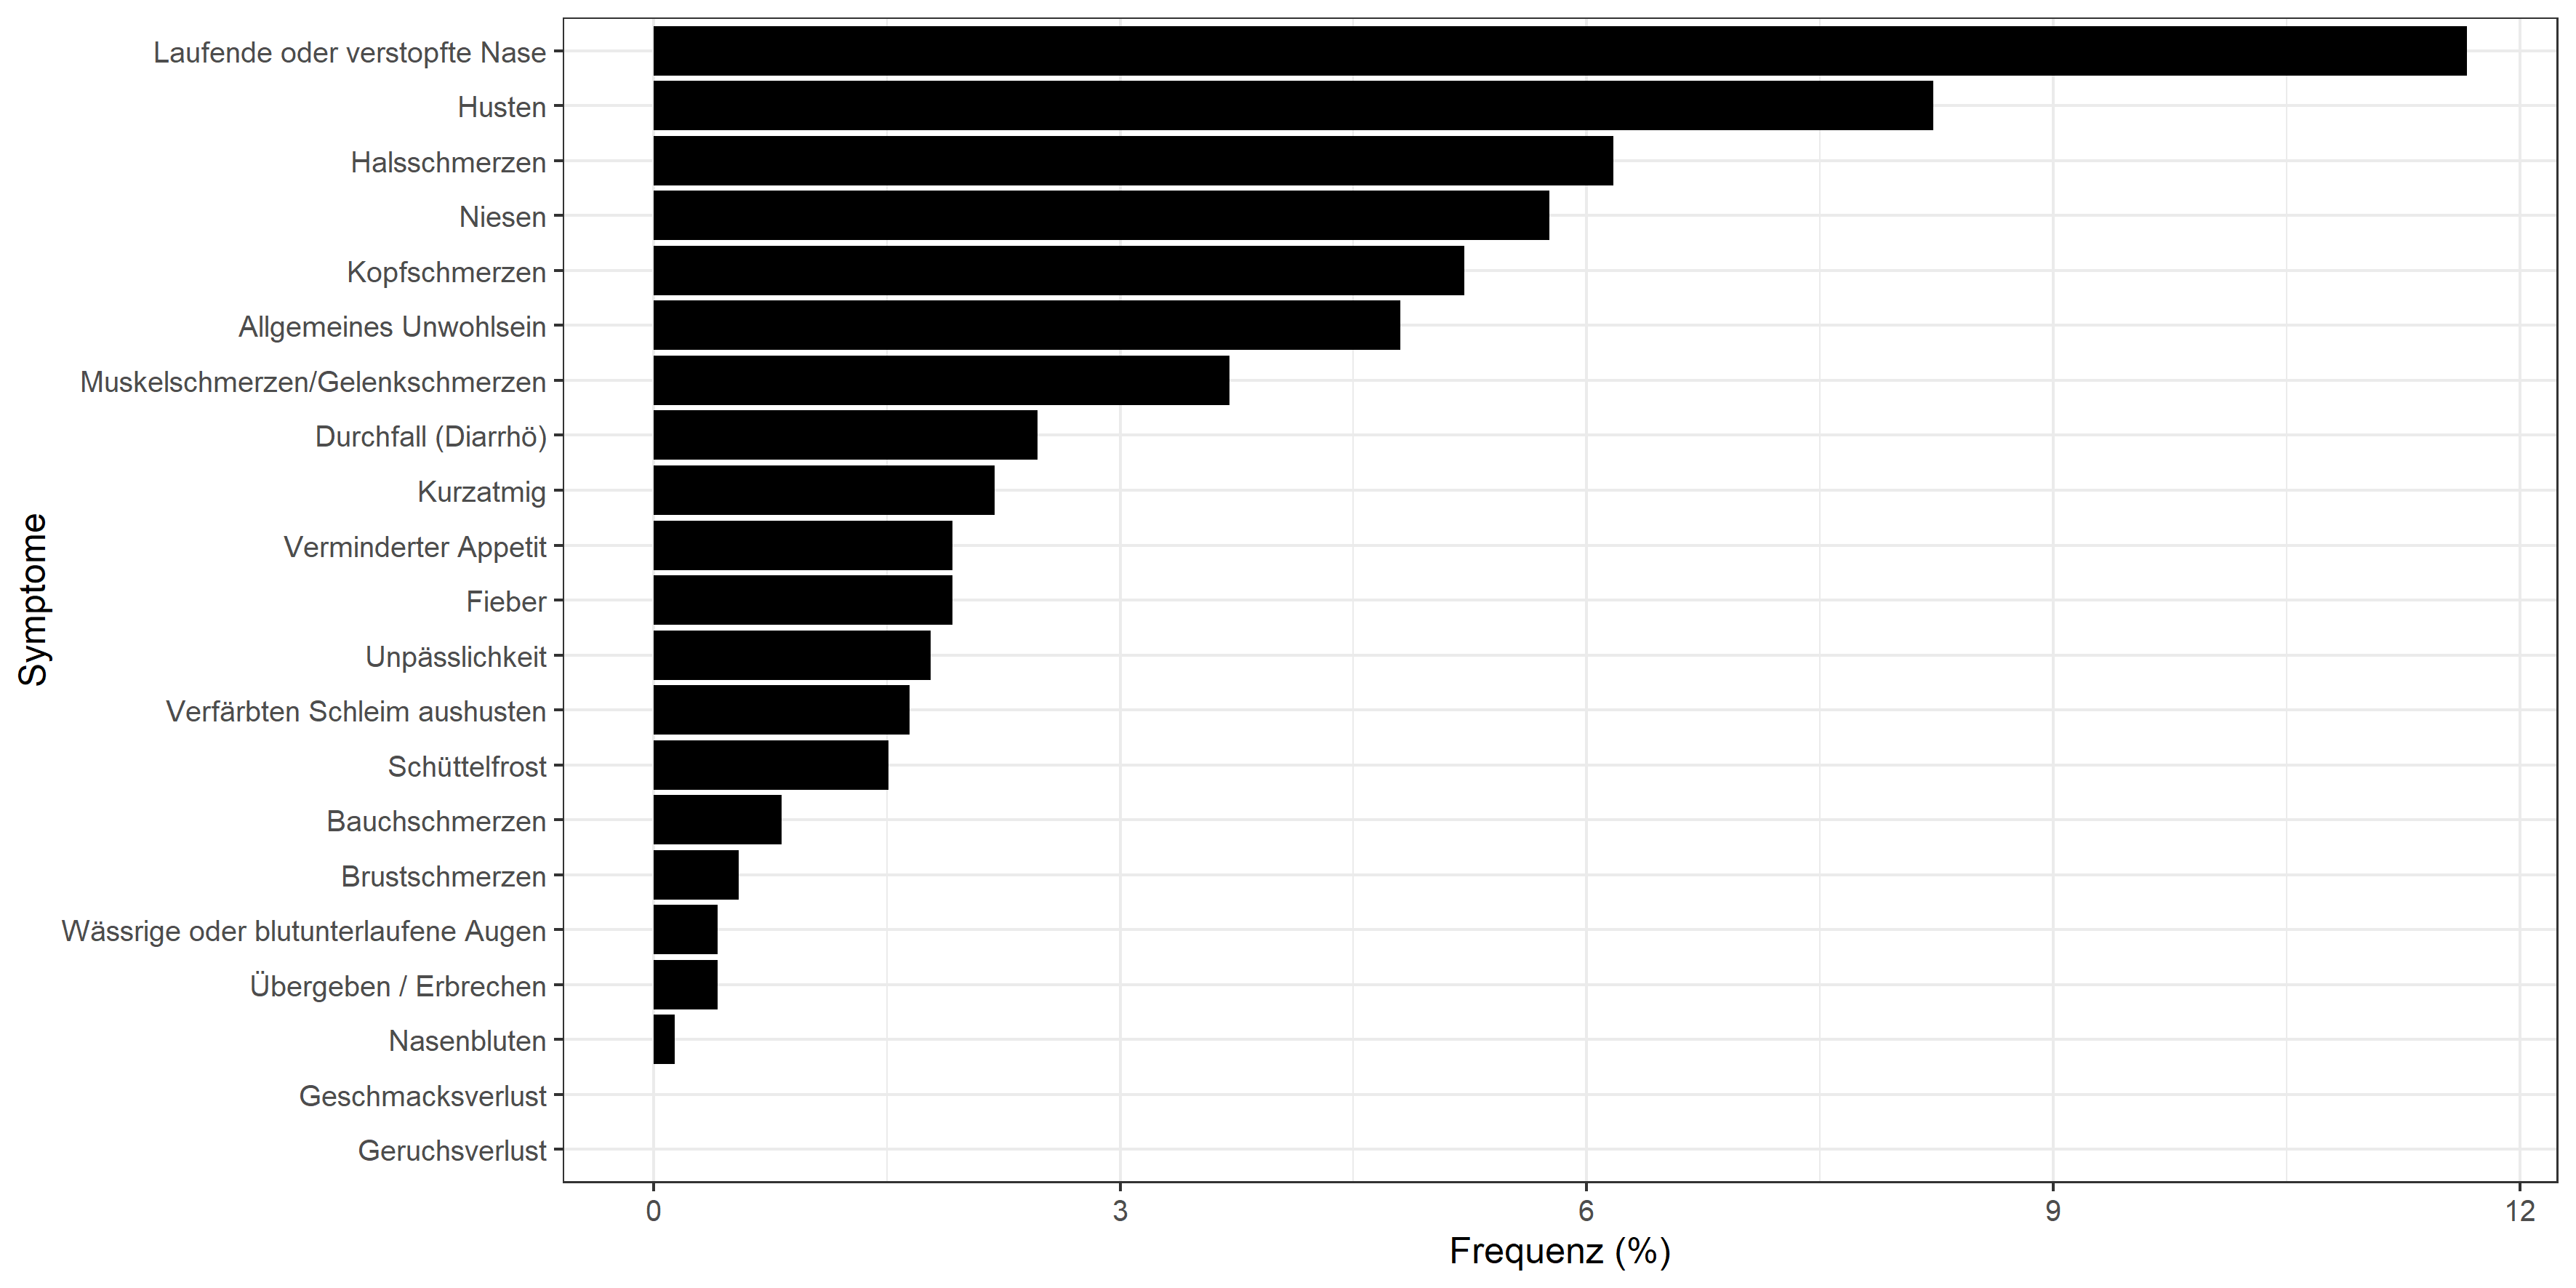 Symptome
Laufende oder verstopfte Nase
Husten
Halsschmerzen
Niesen
Kopfschmerzen
Allgemeines Unwohlsein
Muskelschmerzen/Gelenkschmerzen
Durchfall (Diarrhö)
Kurzatmig
Verminderter Appetit
Fieber
Unpässlichkeit
Verfärbten Schleim aushusten
Schüttelfrost
Bauchschmerzen
Brustschmerzen
Wässrige oder blutunterlaufene Augen
Übergeben / Erbrechen
Nasenbluten
Geschmacksverlust
Geruchsverlust
0 3 6 9 12
Frequenz (%)